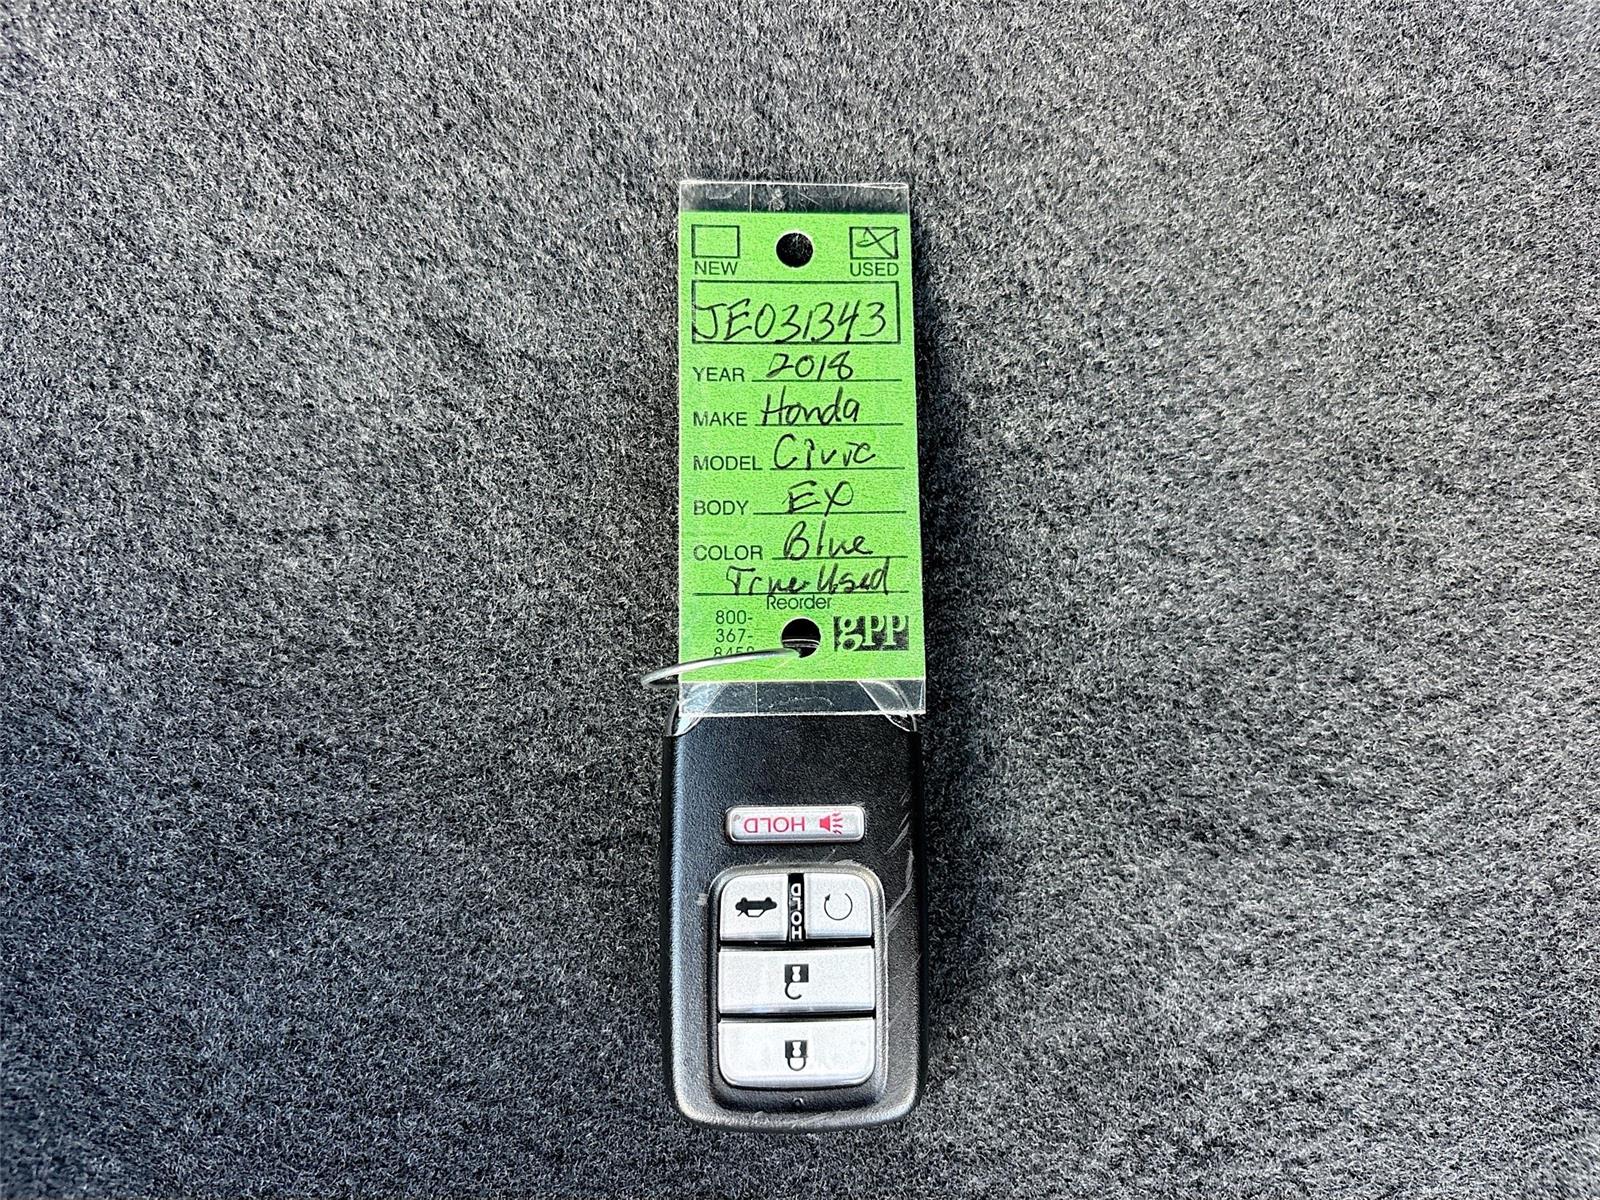 NEW USED
JE031343
YEAR 2018
MAKE Honda
MODEL Civic
BODY EX
COLOR Blue
True Used
Reorder
800-
367-
8459
gpp
HOLD
HOLD